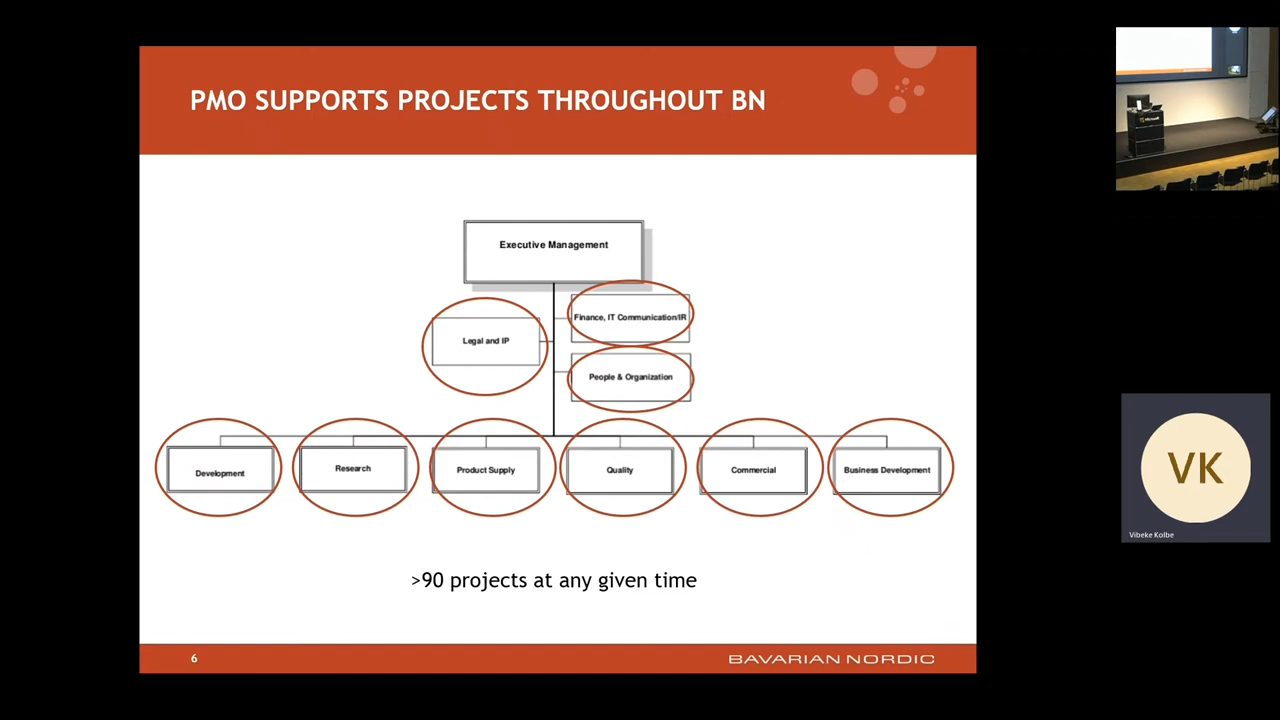 PMO SUPPORTS PROJECTS THROUGHOUT BN
Executive Management
Finance, IT Communication/IR
Legal and IP
People & Organization
Development
Research
Product Supply
Quality
Commercial
Business Development
>90 projects at any given time
6
BAVARIAN NORDIC
Microsoft
VK
Vibeke Kolbe